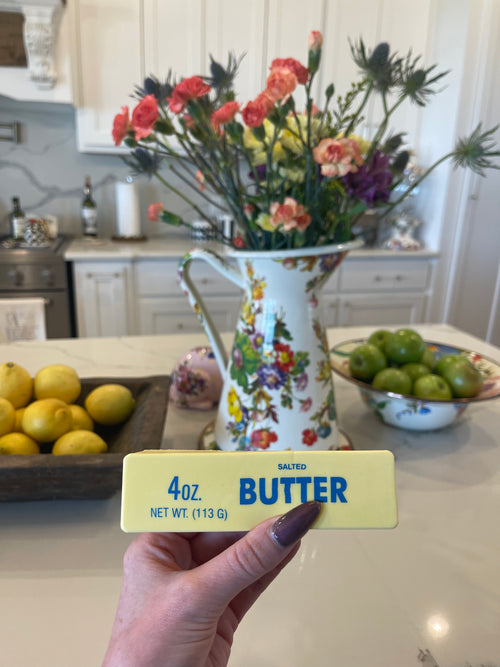 SALTED
4OZ. BUTTER
NET WT. (113 G)